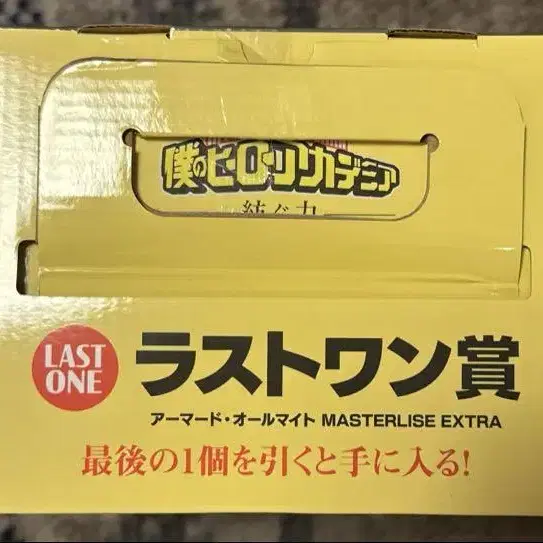 僕のヒーローアカデミア
紡ぐ力
LAST
ONE
ラストワン賞
アーマード・オールマイト MASTERLISE EXTRA
最後の1個を引くと手に入る!